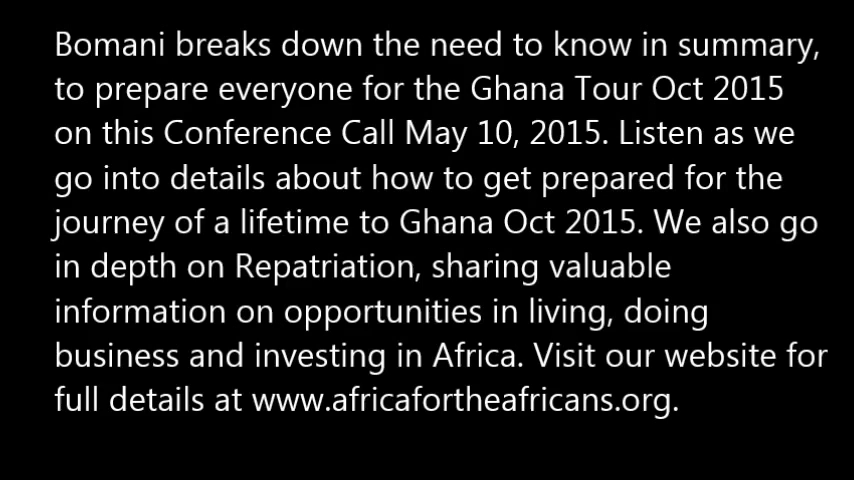 Bomani breaks down the need to know in summary,
to prepare everyone for the Ghana Tour Oct 2015
on this Conference Call May 10, 2015. Listen as we
go into details about how to get prepared for the
journey of a lifetime to Ghana Oct 2015. We also go
in depth on Repatriation, sharing valuable
information on opportunities in living, doing
business and investing in Africa. Visit our website for
full details at www.africafortheafricans.org.